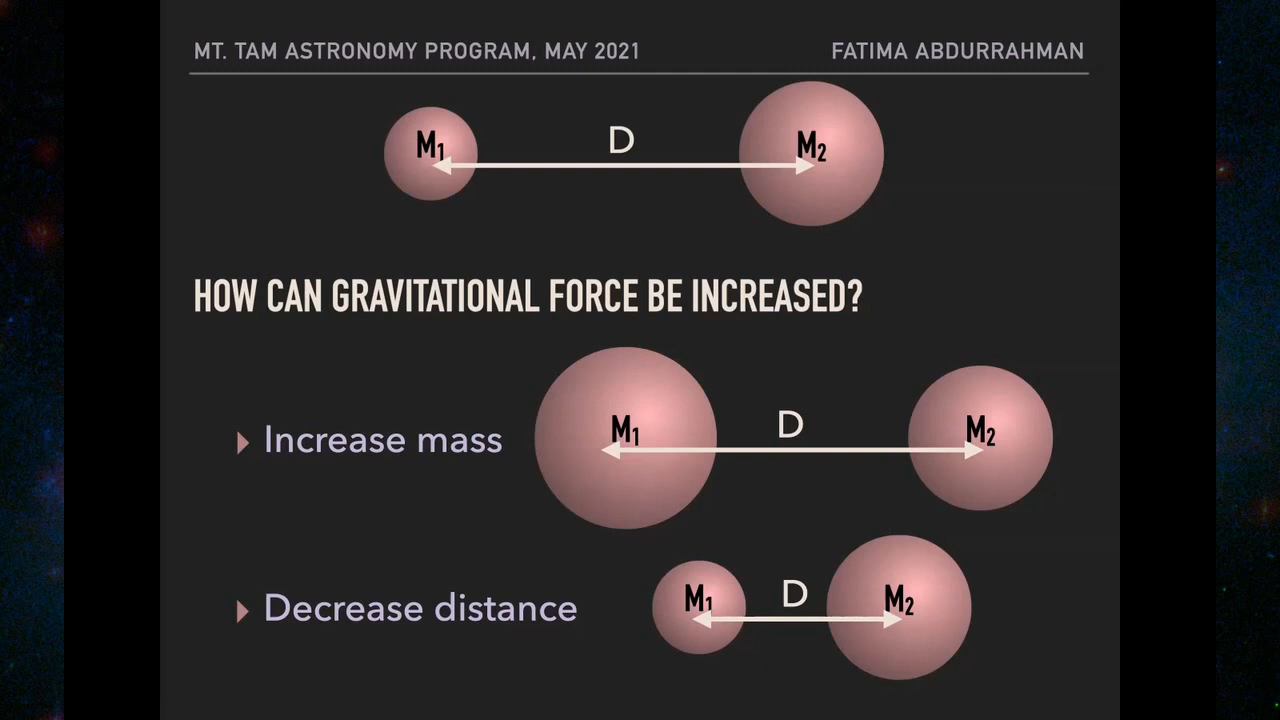 MT. TAM ASTRONOMY PROGRAM, MAY 2021 FATIMA ABDURRAHMAN
M₁ D M₂
HOW CAN GRAVITATIONAL FORCE BE INCREASED?
Increase mass M₁ D M₂
Decrease distance M₁ D M₂